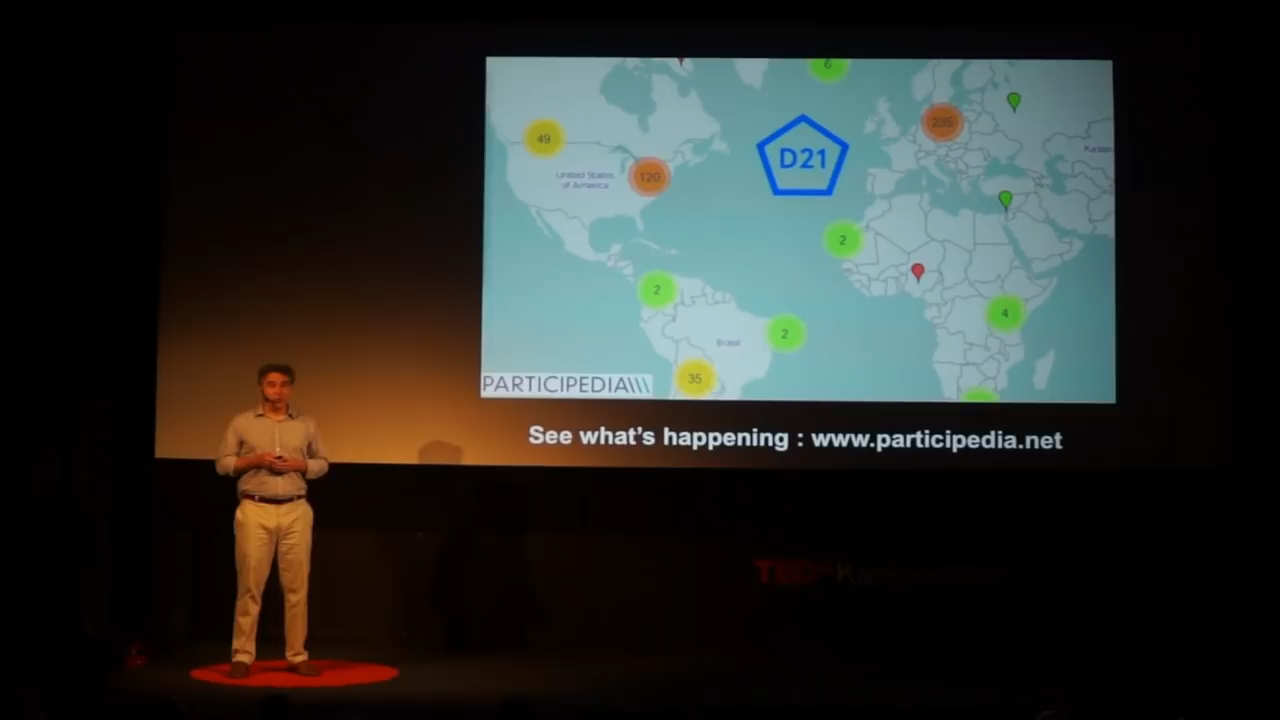 6
49
235
D21
United States
of America
120
2
2
2
4
Brasil
35
PARTICIPEDIA\\\
See what's happening : www.participedia.net
TEDx